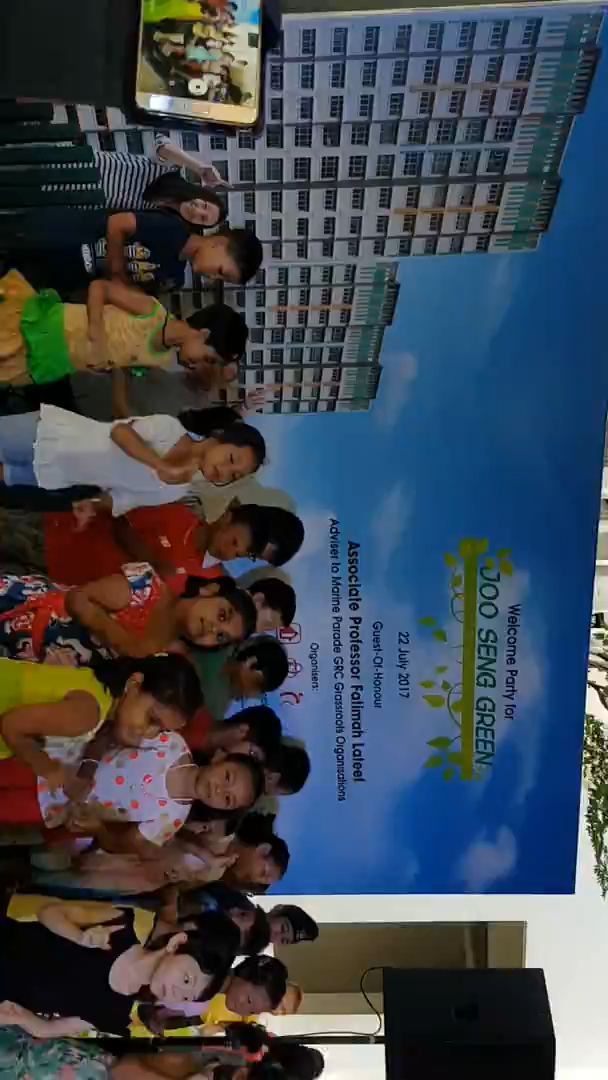 Welcome Party for
JOO SENG GREEN
22 July 2017
Guest-Of-Honour
Associate Professor Fatimah Lateef
Adviser to Marine Parade GRC Grassroots Organisations
Organisers: